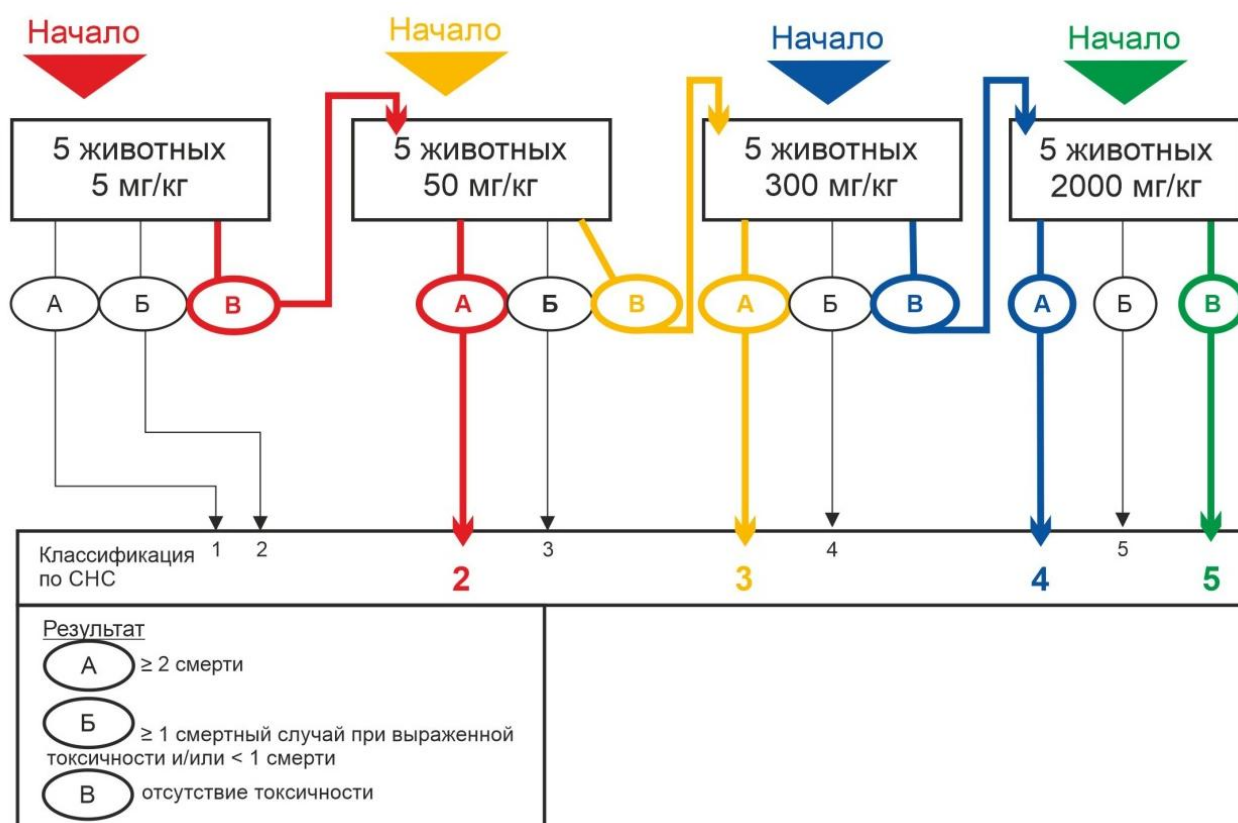 Начало
Начало
Начало
Начало
5 животных
5 мг/кг
5 животных
50 мг/кг
5 животных
300 мг/кг
5 животных
2000 мг/кг
А
Б
В
А
Б
В
А
Б
В
А
Б
В
Классификация
по СНС
1
2
2
3
3
4
4
5
5
Результат
А ≥ 2 смерти
Б ≥ 1 смертный случай при выраженной
токсичности и/или < 1 смерти
В отсутствие токсичности